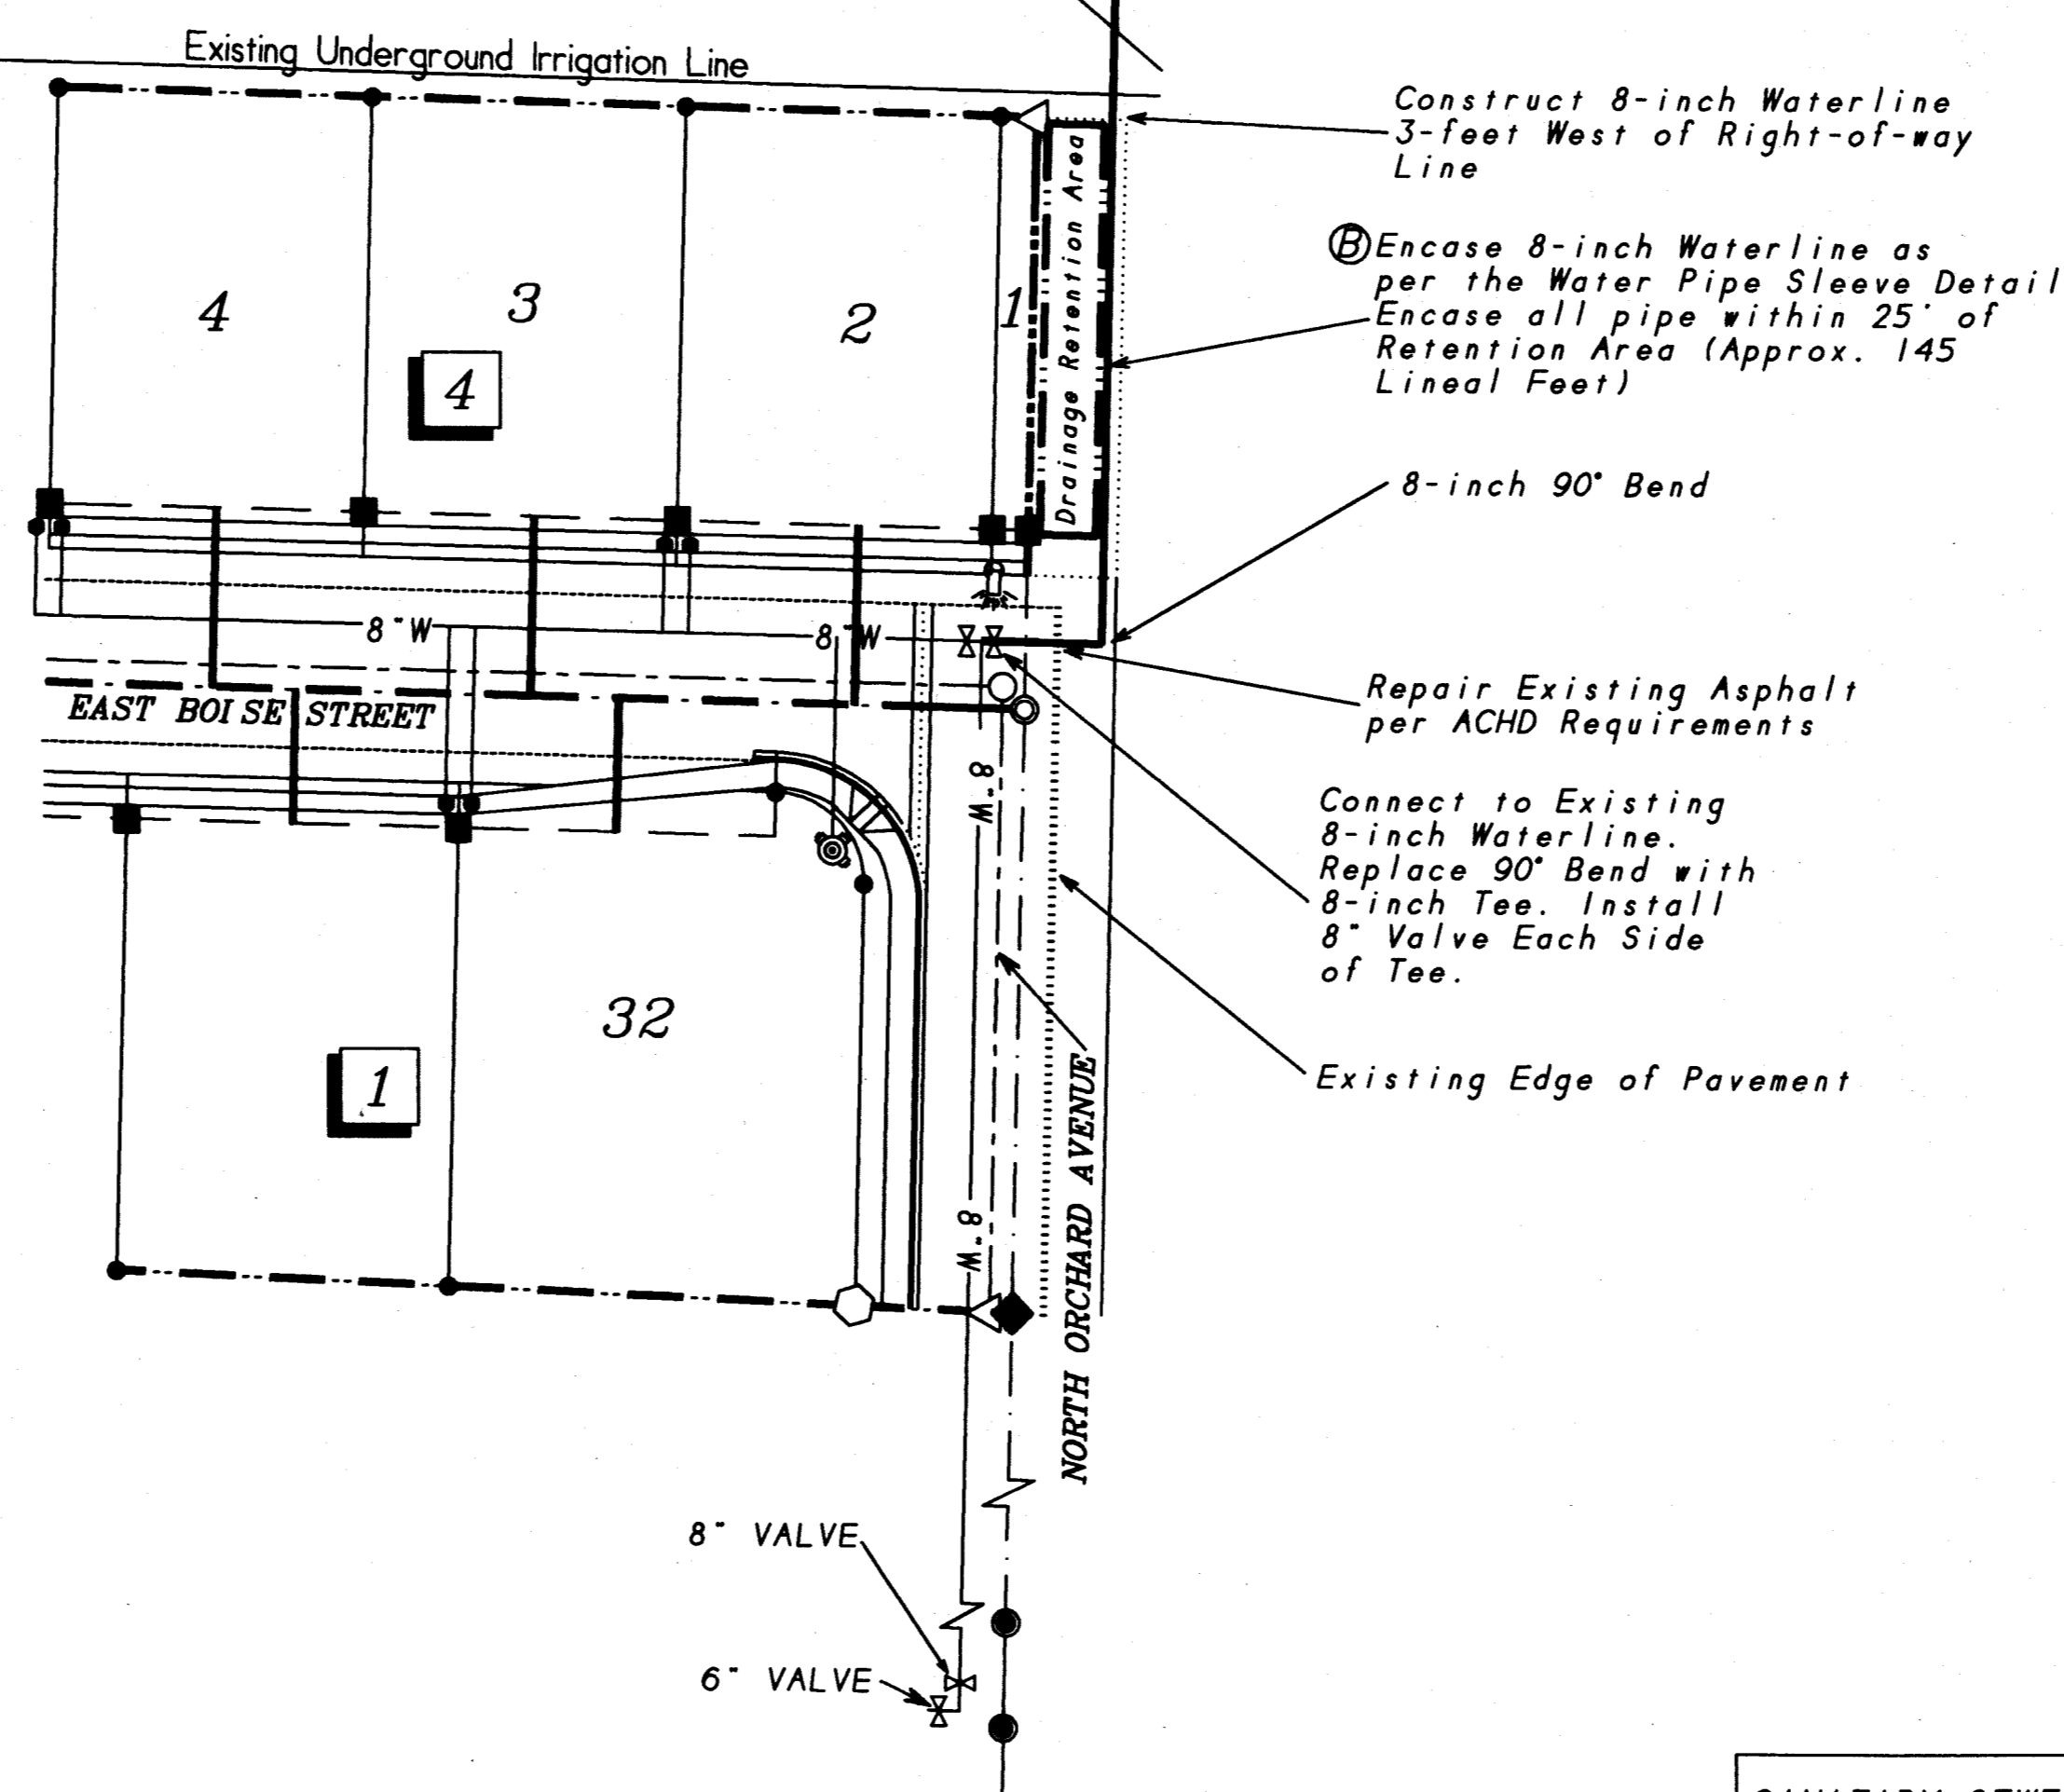 Existing Underground Irrigation Line
Construct 8-inch Waterline
3-feet West of Right-of-way
Line
Drainage Retention Area
B Encase 8-inch Waterline as
per the Water Pipe Sleeve Detail
Encase all pipe within 25' of
Retention Area (Approx. 145
Lineal Feet)
4
3
2
1
4
8-inch 90° Bend
8"W
8"W
EAST BOISE STREET
Repair Existing Asphalt
per ACHD Requirements
8"W
Connect to Existing
8-inch Waterline.
Replace 90° Bend with
8-inch Tee. Install
8" Valve Each Side
of Tee.
32
1
Existing Edge of Pavement
8"W
NORTH ORCHARD AVENUE
8" VALVE
6" VALVE